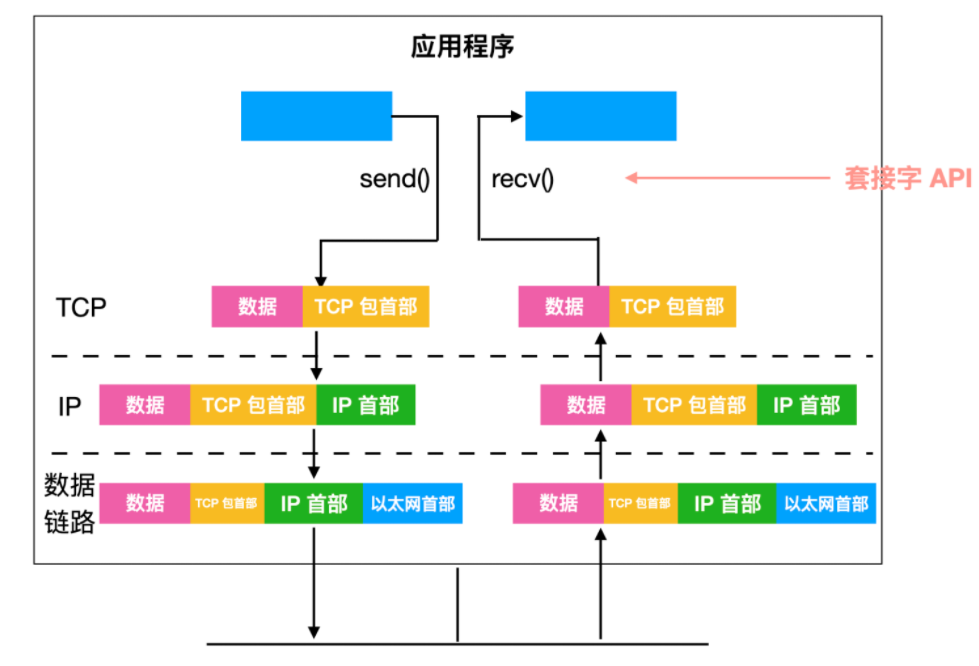 应用程序
send()
recv()
套接字 API
TCP
数据 TCP 包首部
数据 TCP 包首部
IP
数据 TCP 包首部 IP 首部
数据 TCP 包首部 IP 首部
数据
链路
数据 TCP 包首部 IP 首部 以太网首部
数据 TCP 包首部 IP 首部 以太网首部